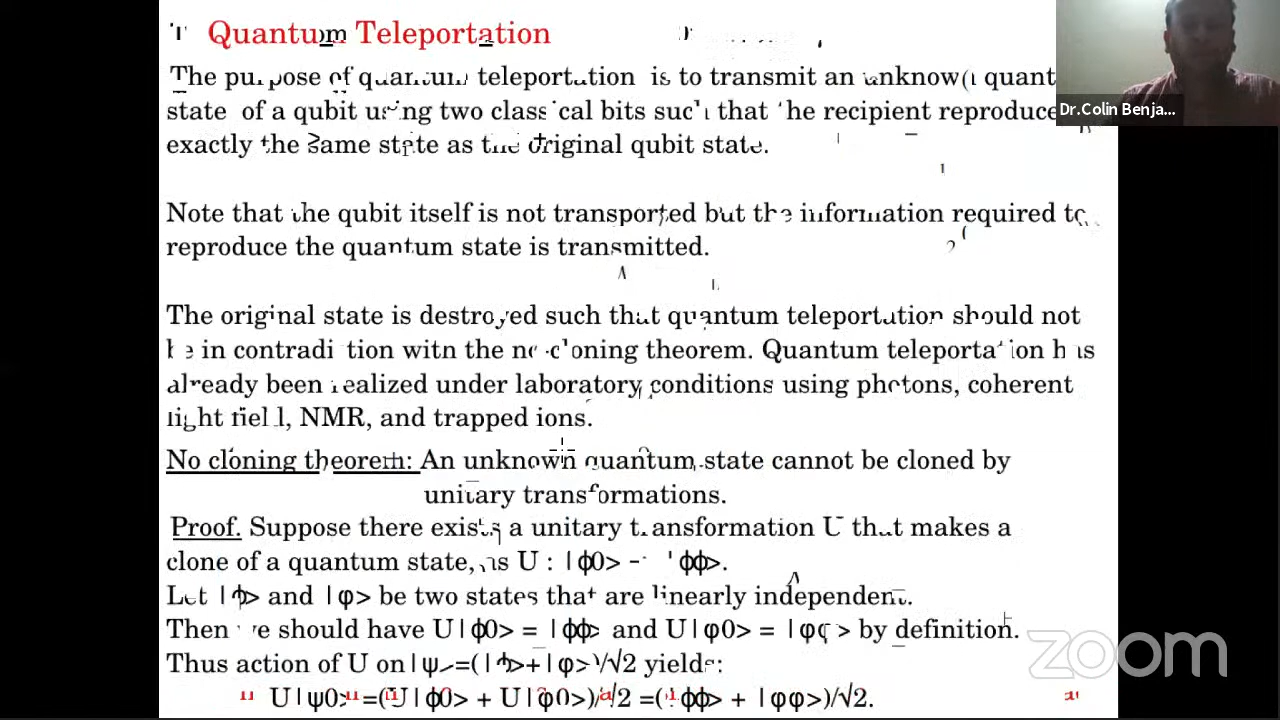 Quantum Teleportation
The purpose of quantum teleportation is to transmit an unknown quant
state of a qubit using two classical bits such that the recipient reproduce
exactly the same state as the original qubit state.
Dr.Colin Benja...
Note that the qubit itself is not transported but the information required to
reproduce the quantum state is transmitted.
The original state is destroyed such that quantum teleportation should not
be in contradiction with the no-cloning theorem. Quantum teleportation has
already been realized under laboratory conditions using photons, coherent
light field, NMR, and trapped ions.
No cloning theorem: An unknown quantum state cannot be cloned by
unitary transformations.
Proof. Suppose there exists a unitary transformation U that makes a
clone of a quantum state, as U : |ϕ0> → |ϕϕ>.
Let |ϕ> and |φ> be two states that are linearly independent.
Then we should have U|ϕ0> = |ϕϕ> and U|φ0> = |φφ> by definition.
Thus action of U on|ψ>=(|ϕ>+|φ>)/√2 yields:
U|ψ0> =(U|ϕ0> + U|φ0>)/√2 =(|ϕϕ> + |φφ>)/√2.
zoom